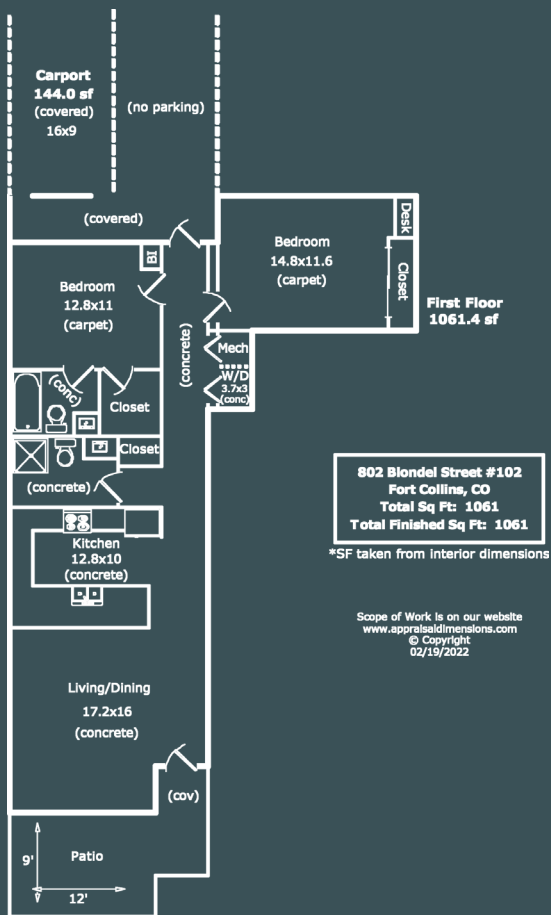 Carport
144.0 sf
(covered)
16x9
(no parking)
(covered)
BI
Bedroom
14.8x11.6
(carpet)
Desk
Closet
First Floor
1061.4 sf
Bedroom
12.8x11
(carpet)
(concrete)
Mech
W/D
3.7x3
(conc)
(conc)
Closet
Closet
(concrete)
802 Blondel Street #102
Fort Collins, CO
Total Sq Ft: 1061
Total Finished Sq Ft: 1061
*SF taken from interior dimensions
Kitchen
12.8x10
(concrete)
Scope of Work is on our website
www.appraisaldimensions.com
© Copyright
02/19/2022
Living/Dining
17.2x16
(concrete)
(cov)
9'
Patio
12'